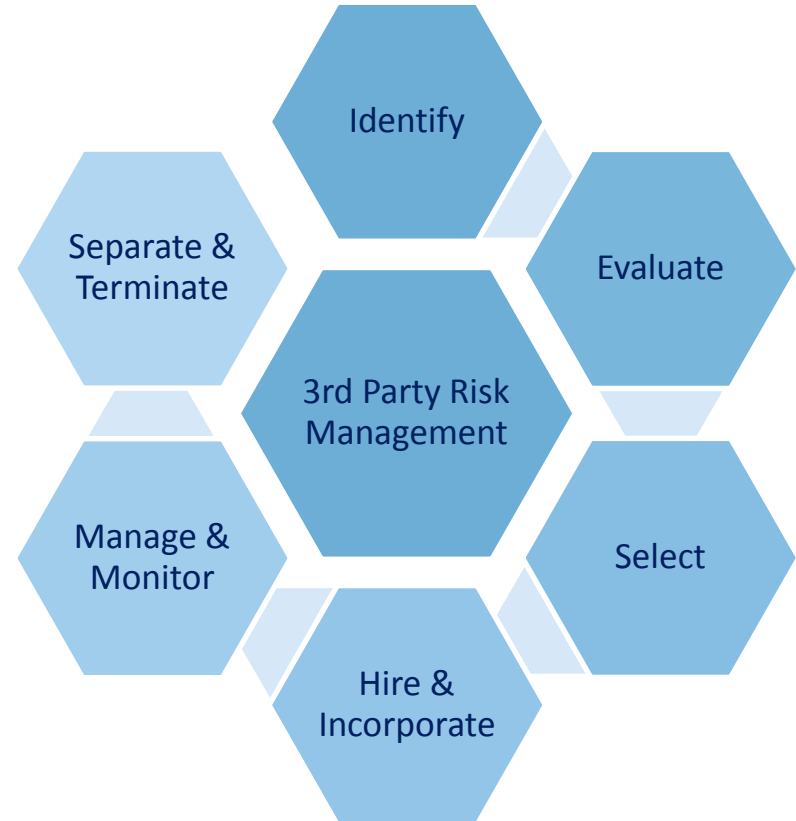 Identify
Evaluate
Select
Hire &
Incorporate
Manage &
Monitor
Separate &
Terminate
3rd Party Risk
Management